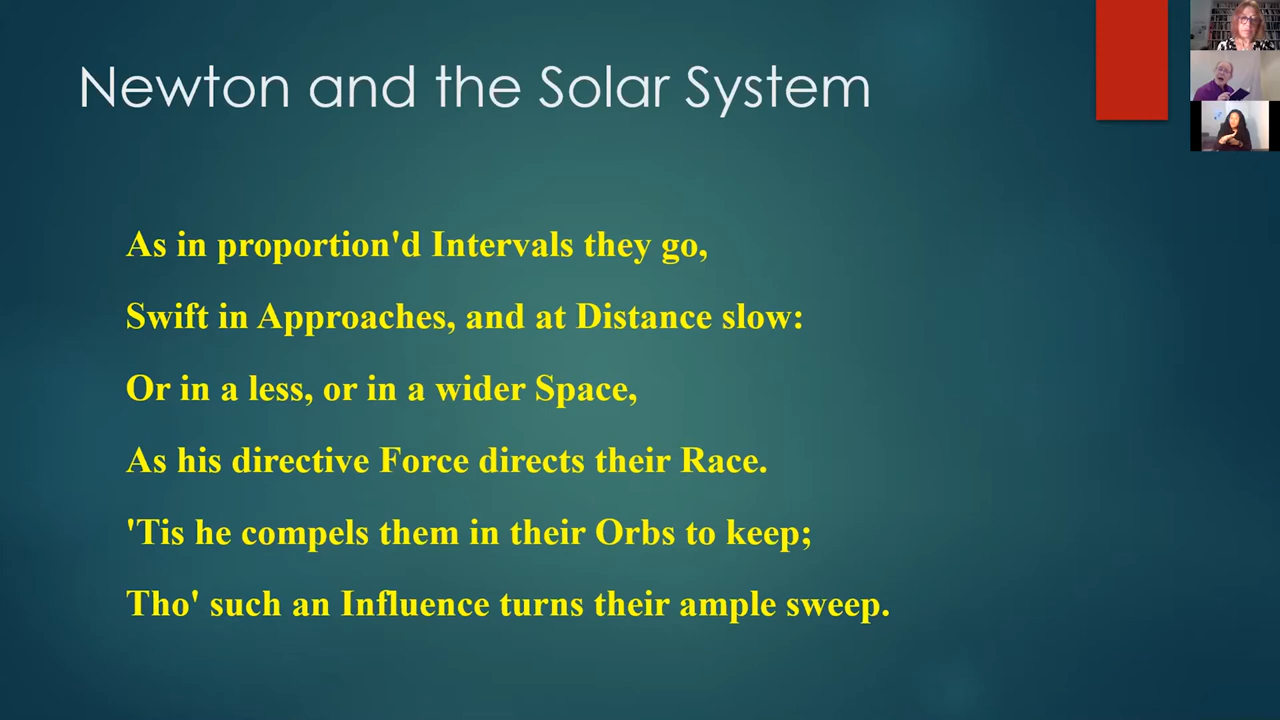 Newton and the Solar System
As in proportion'd Intervals they go,
Swift in Approaches, and at Distance slow:
Or in a less, or in a wider Space,
As his directive Force directs their Race.
'Tis he compels them in their Orbs to keep;
Tho' such an Influence turns their ample sweep.